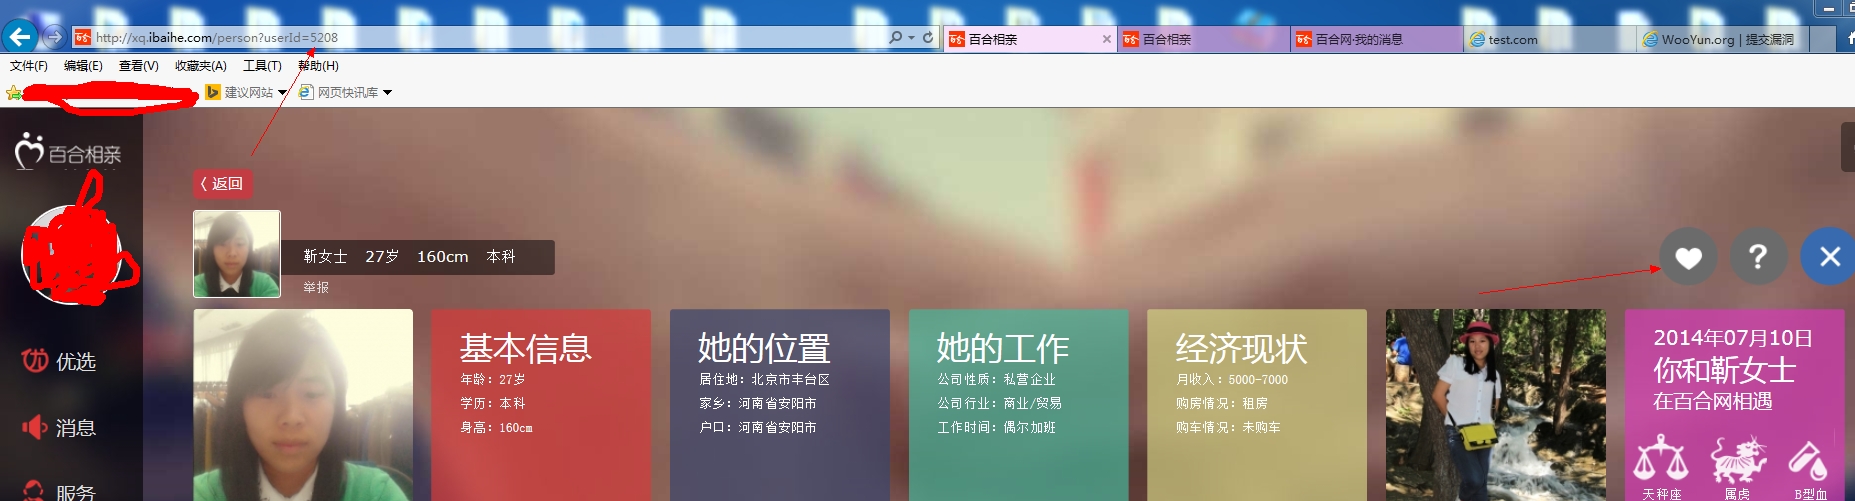 http://xq.ibaihe.com/person?userId=5208
百合相亲
百合相亲
百合网·我的消息
test.com
WooYun.org | 提交漏洞
文件(F) 编辑(E) 查看(V) 收藏夹(A) 工具(T) 帮助(H)
建议网站 网页快讯库
百合相亲
返回
靳女士 27岁 160cm 本科
举报
优选
消息
服务
基本信息
年龄：27岁
学历：本科
身高：160cm
她的位置
居住地：北京市丰台区
家乡：河南省安阳市
户口：河南省安阳市
她的工作
公司性质：私营企业
公司行业：商业/贸易
工作时间：偶尔加班
经济现状
月收入：5000-7000
购房情况：租房
购车情况：未购车
2014年07月10日
你和靳女士
在百合网相遇
天秤座 属虎 B型血